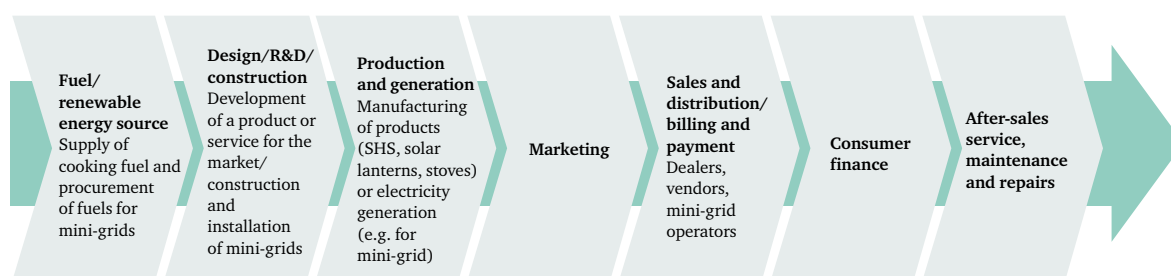 Fuel/
renewable
energy source
Supply of
cooking fuel and
procurement
of fuels for
mini-grids
Design/R&D/
construction
Development
of a product or
service for the
market/
construction
and
installation
of mini-grids
Production
and generation
Manufacturing
of products
(SHS, solar
lanterns, stoves)
or electricity
generation
(e.g. for
mini-grid)
Marketing
Sales and
distribution/
billing and
payment
Dealers,
vendors,
mini-grid
operators
Consumer
finance
After-sales
service,
maintenance
and repairs